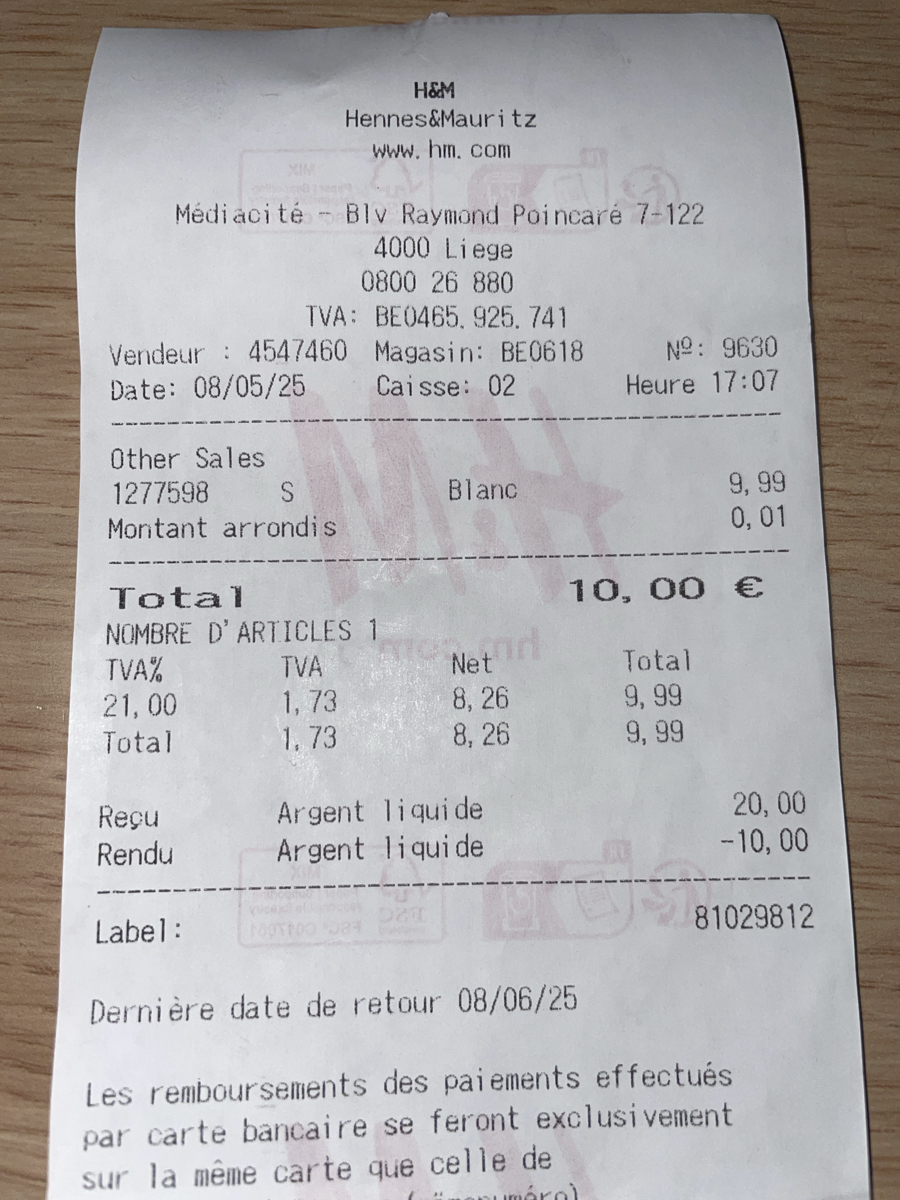 H&M
Hennes&Mauritz
www.hm.com
Médiacité - Blv Raymond Poincaré 7-122
4000 Liege
0800 26 880
TVA: BE0465.925.741
Vendeur : 4547460 Magasin: BE0618 Nº: 9630
Date: 08/05/25 Caisse: 02 Heure 17:07
Other Sales
1277598 S Blanc 9,99
Montant arrondis 0,01
Total 10,00 €
NOMBRE D'ARTICLES 1
TVA% TVA Net Total
21,00 1,73 8,26 9,99
Total 1,73 8,26 9,99
Reçu Argent liquide 20,00
Rendu Argent liquide -10,00
Label: 81029812
Dernière date de retour 08/06/25
Les remboursements des paiements effectués
par carte bancaire se feront exclusivement
sur la même carte que celle de